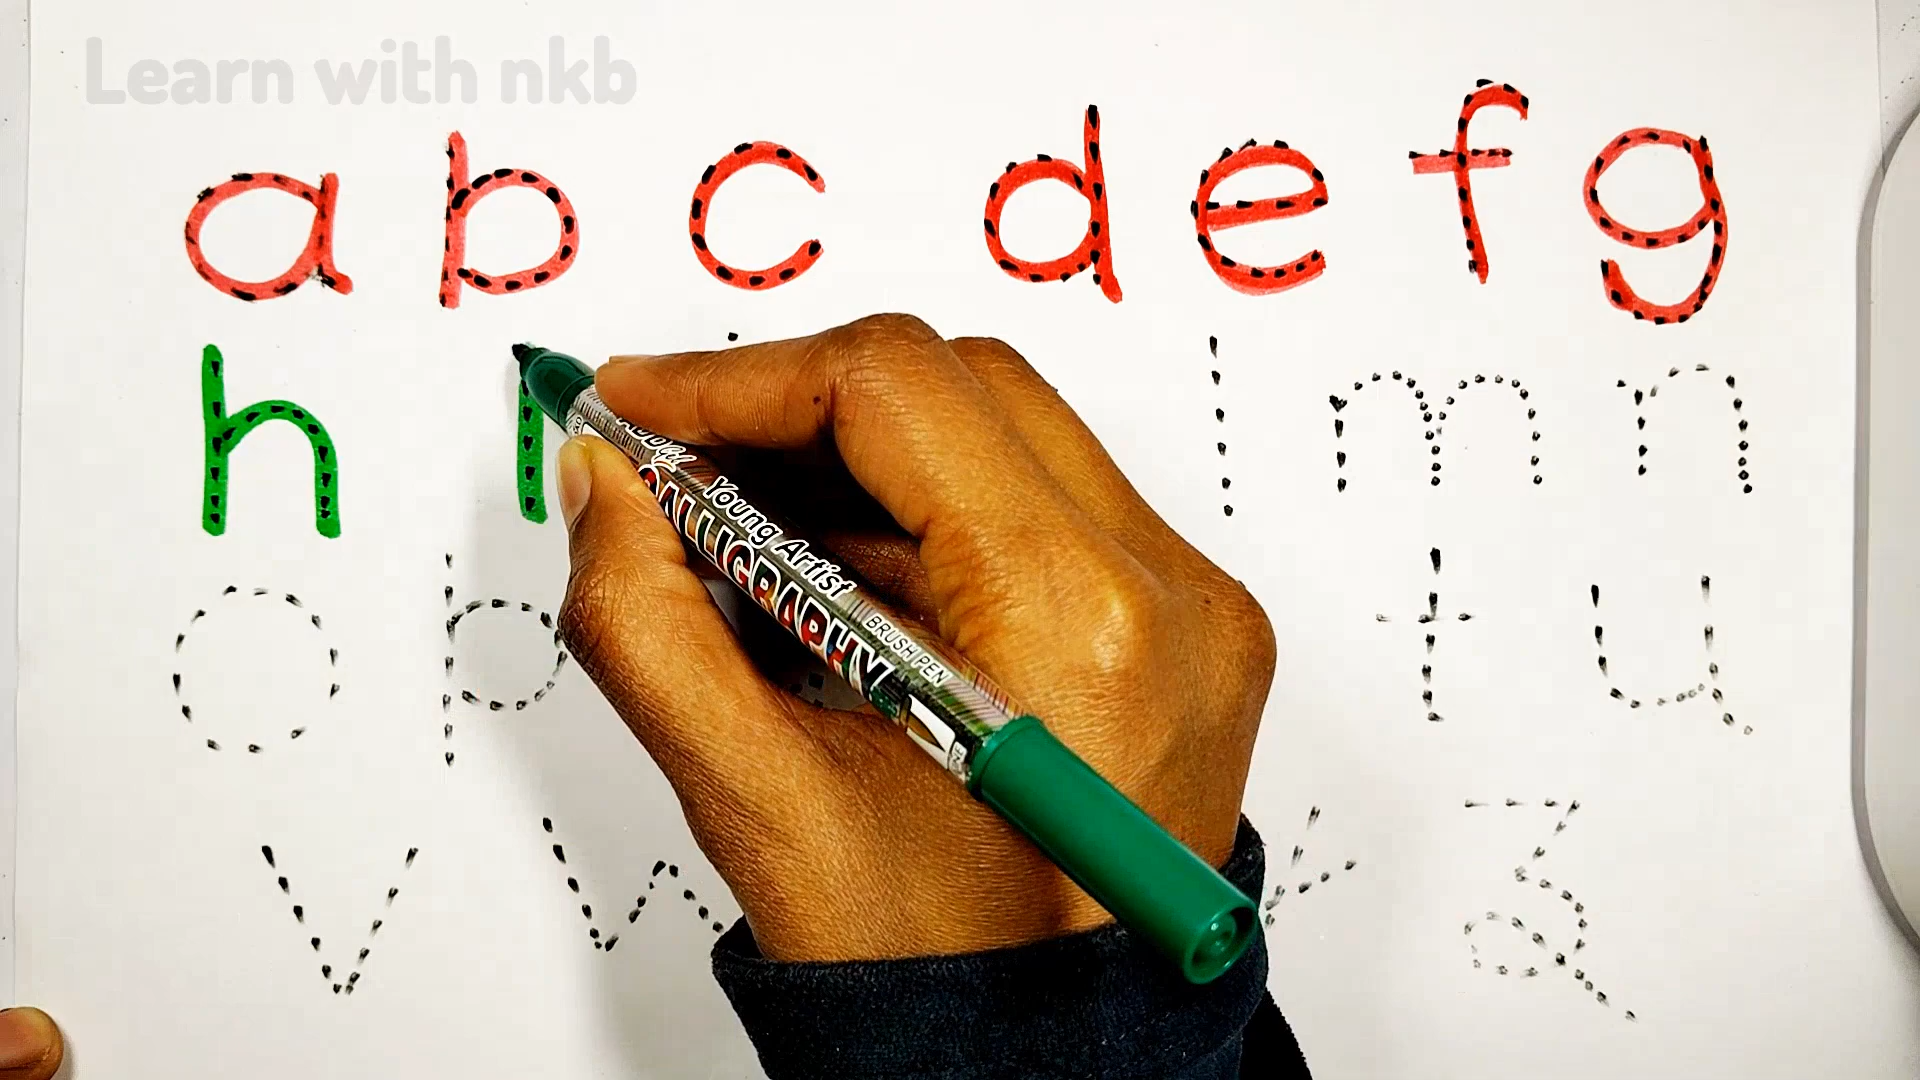 Learn with nkb
a b c d e f g
h i l m n
o p t u
v z
Young Artist
CALLIGRAPHY
BRUSH PEN